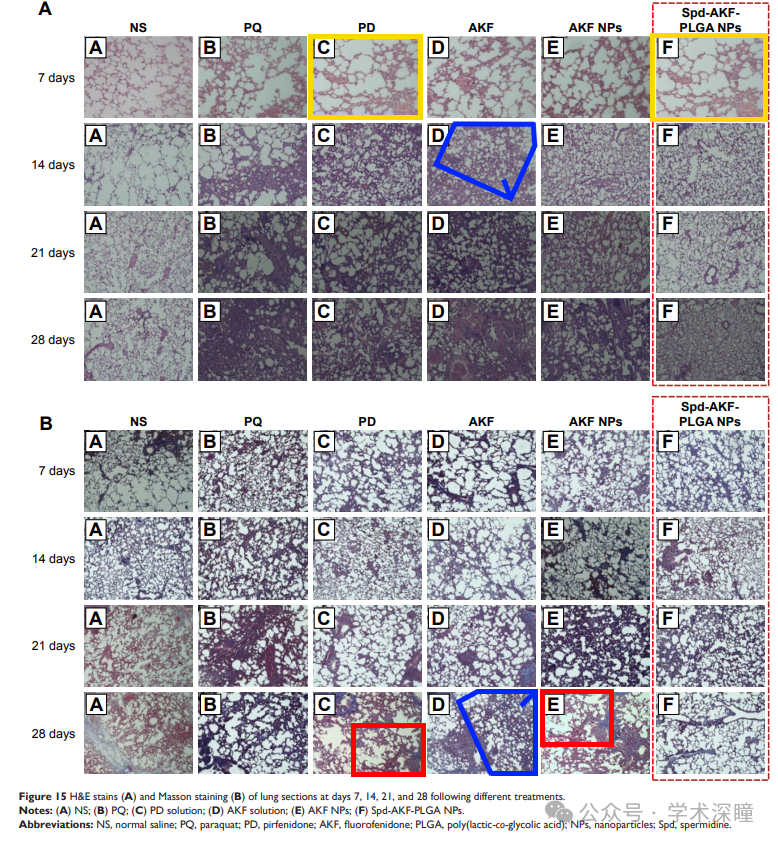 A
NS PQ PD AKF AKF NPs Spd-AKF-
PLGA NPs
7 days A B C D E F
14 days A B C D E F
21 days A B C D E F
28 days A B C D E F
B
NS PQ PD AKF AKF NPs Spd-AKF-
PLGA NPs
7 days A B C D E F
14 days A B C D E F
21 days A B C D E F
28 days A B C D E F
Figure 15 H&E stains (A) and Masson staining (B) of lung sections at days 7, 14, 21, and 28 following different treatments.
Notes: (A) NS; (B) PQ; (C) PD solution; (D) AKF solution; (E) AKF NPs; (F) Spd-AKF-PLGA NPs.
Abbreviations: NS, normal saline; PQ, paraquat; PD, pirfenidone; AKF, fluorofenidone; PLGA, poly(lactic-co-glycolic acid); NPs, nanoparticles; Spd, spermidine.
公众号 · 学术深瞳